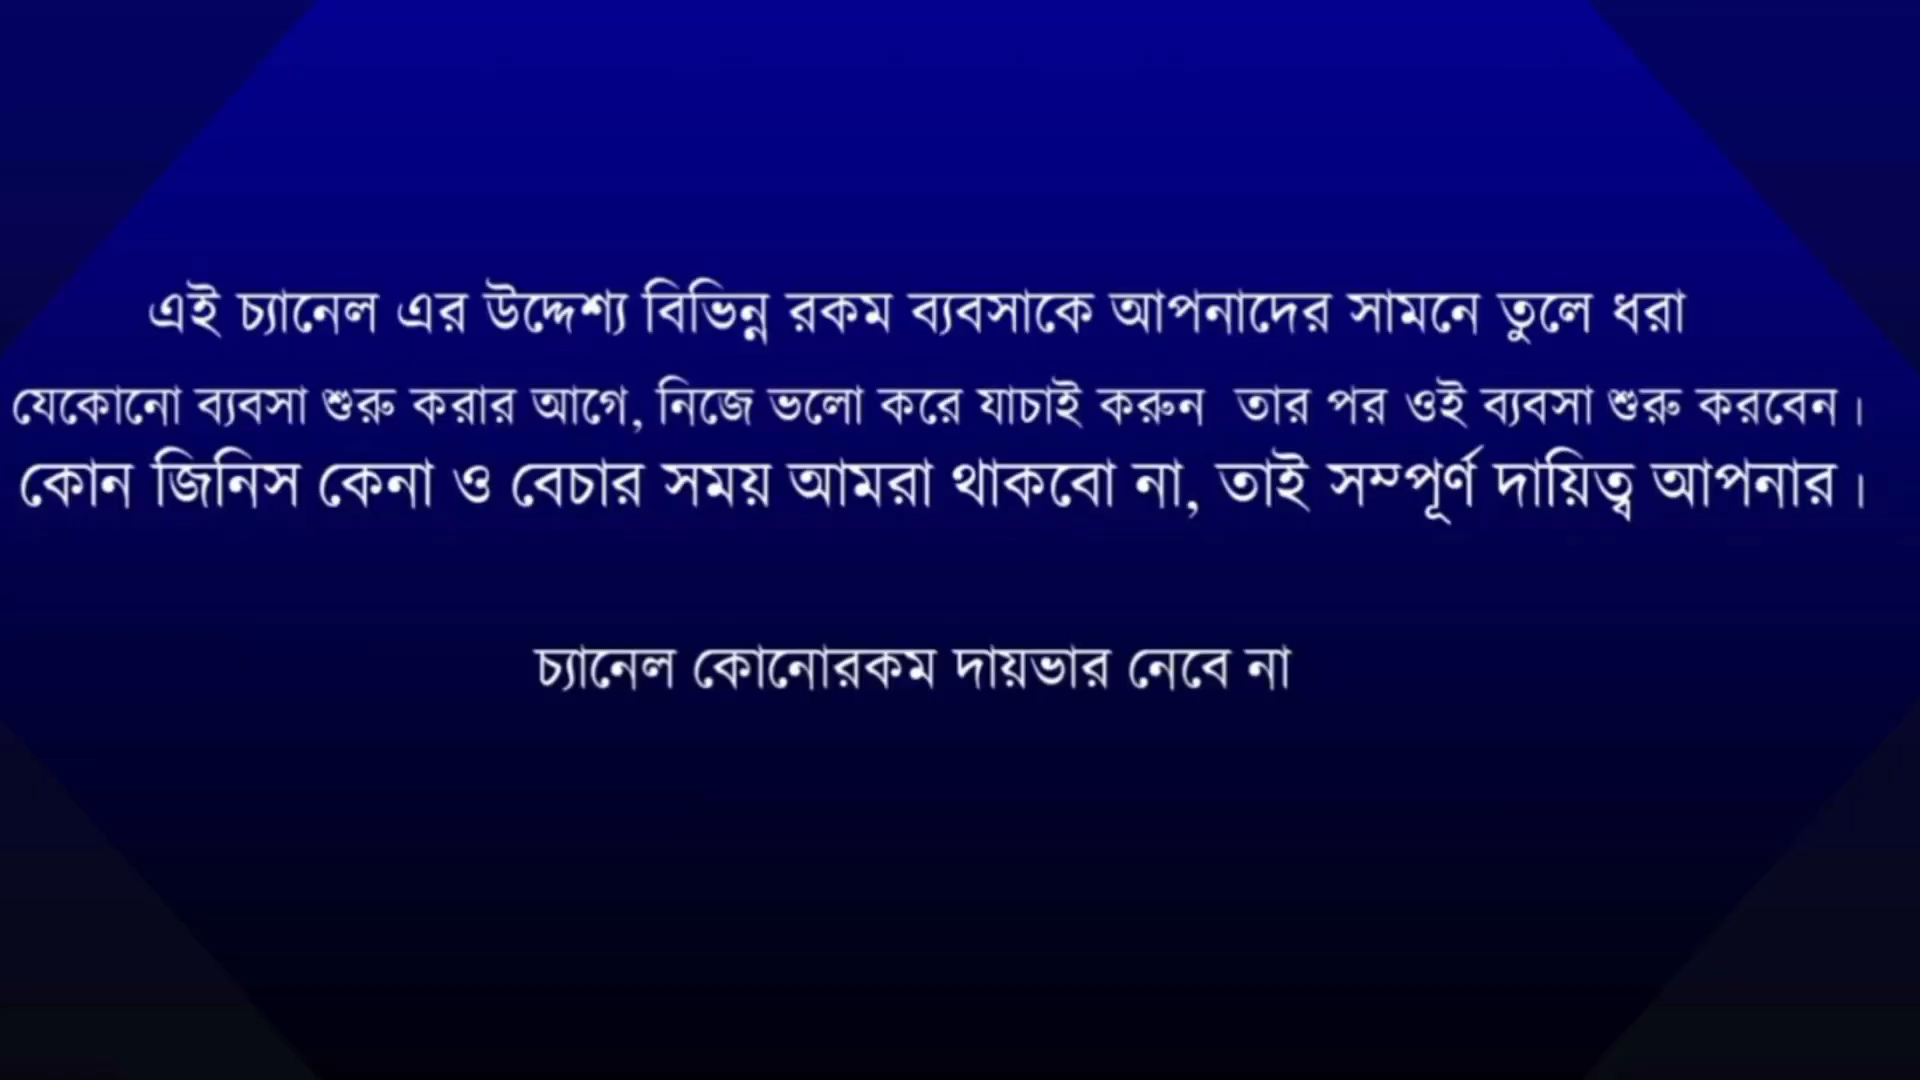 এই চ্যানেল এর উদ্দেশ্য বিভিন্ন রকম ব্যবসাকে আপনাদের সামনে তুলে ধরা
যেকোনো ব্যবসা শুরু করার আগে, নিজে ভলো করে যাচাই করুন তার পর ওই ব্যবসা শুরু করবেন।
কোন জিনিস কেনা ও বেচার সময় আমরা থাকবো না, তাই সম্পূর্ণ দায়িত্ব আপনার।
চ্যানেল কোনোরকম দায়ভার নেবে না